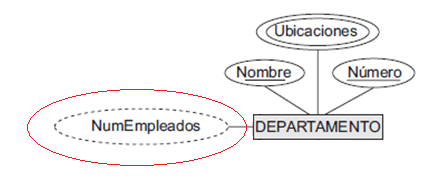 Ubicaciones
Nombre
Número
NumEmpleados
DEPARTAMENTO